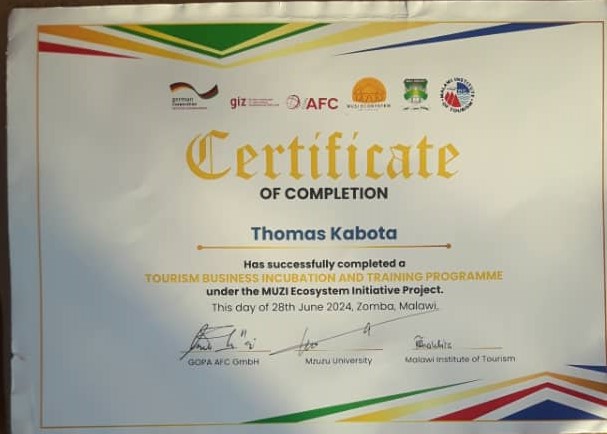 german
cooperation
giz
AFC
MUZI ECOSYSTEM
MALAWI INSTITUTE OF TOURISM
Certificate
OF COMPLETION
Thomas Kabota
Has successfully completed a
TOURISM BUSINESS INCUBATION AND TRAINING PROGRAMME
under the MUZI Ecosystem Initiative Project.
This day of 28th June 2024, Zomba, Malawi.
GOPA AFC GmbH
Mzuzu University
Malawi Institute of Tourism